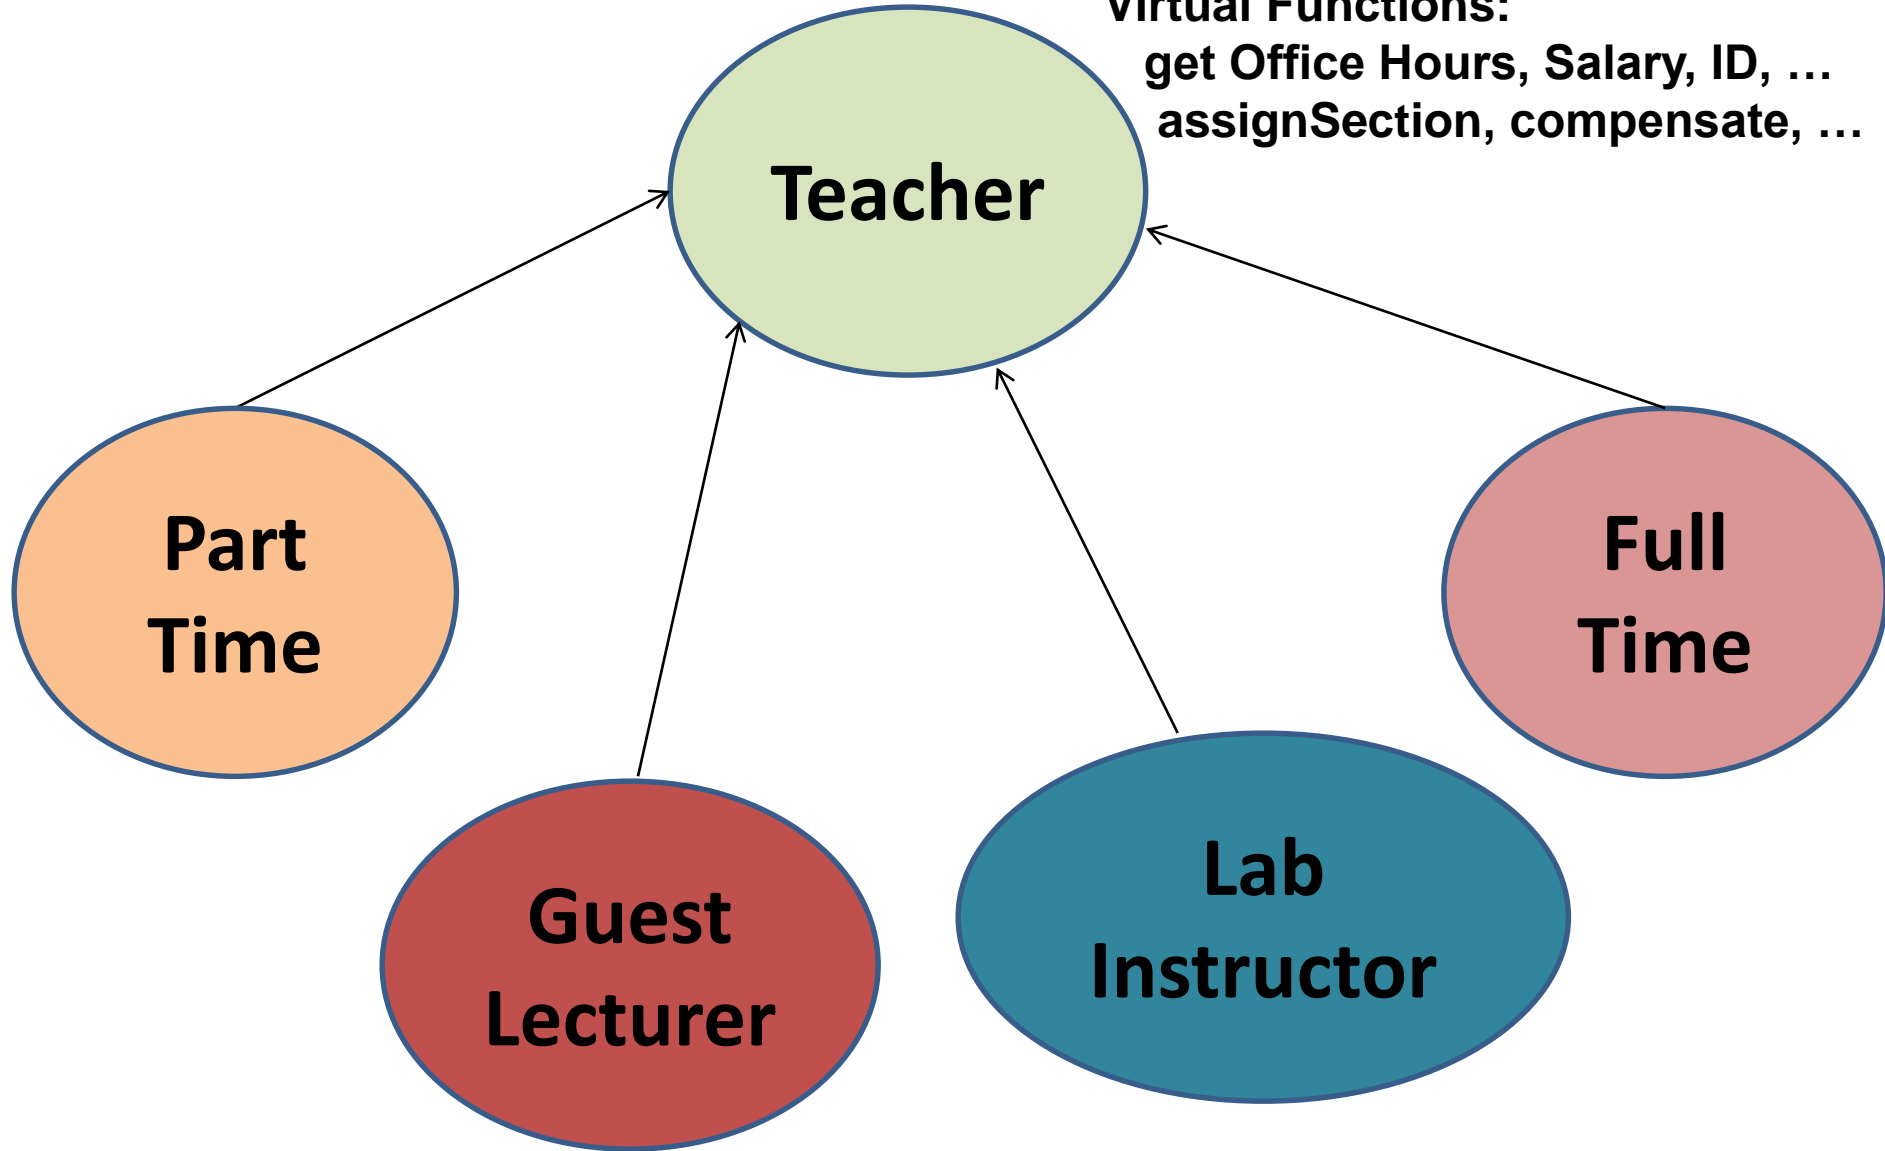 Virtual Functions:
get Office Hours, Salary, ID, …
assignSection, compensate, …
Teacher
Part
Time
Full
Time
Guest
Lecturer
Lab
Instructor